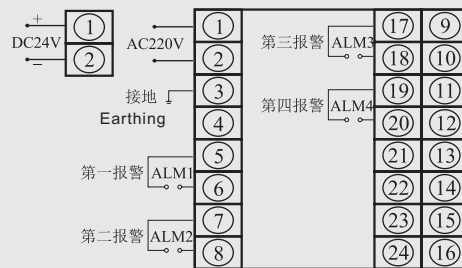 + 1
DC24V
− 2
AC220V
1
2
接地 3
Earthing 4
第一报警 ALM1 5
6
第二报警 ALM2 7
8
第三报警 ALM3 17 9
18 10
第四报警 ALM4 19 11
20 12
21 13
22 14
23 15
24 16